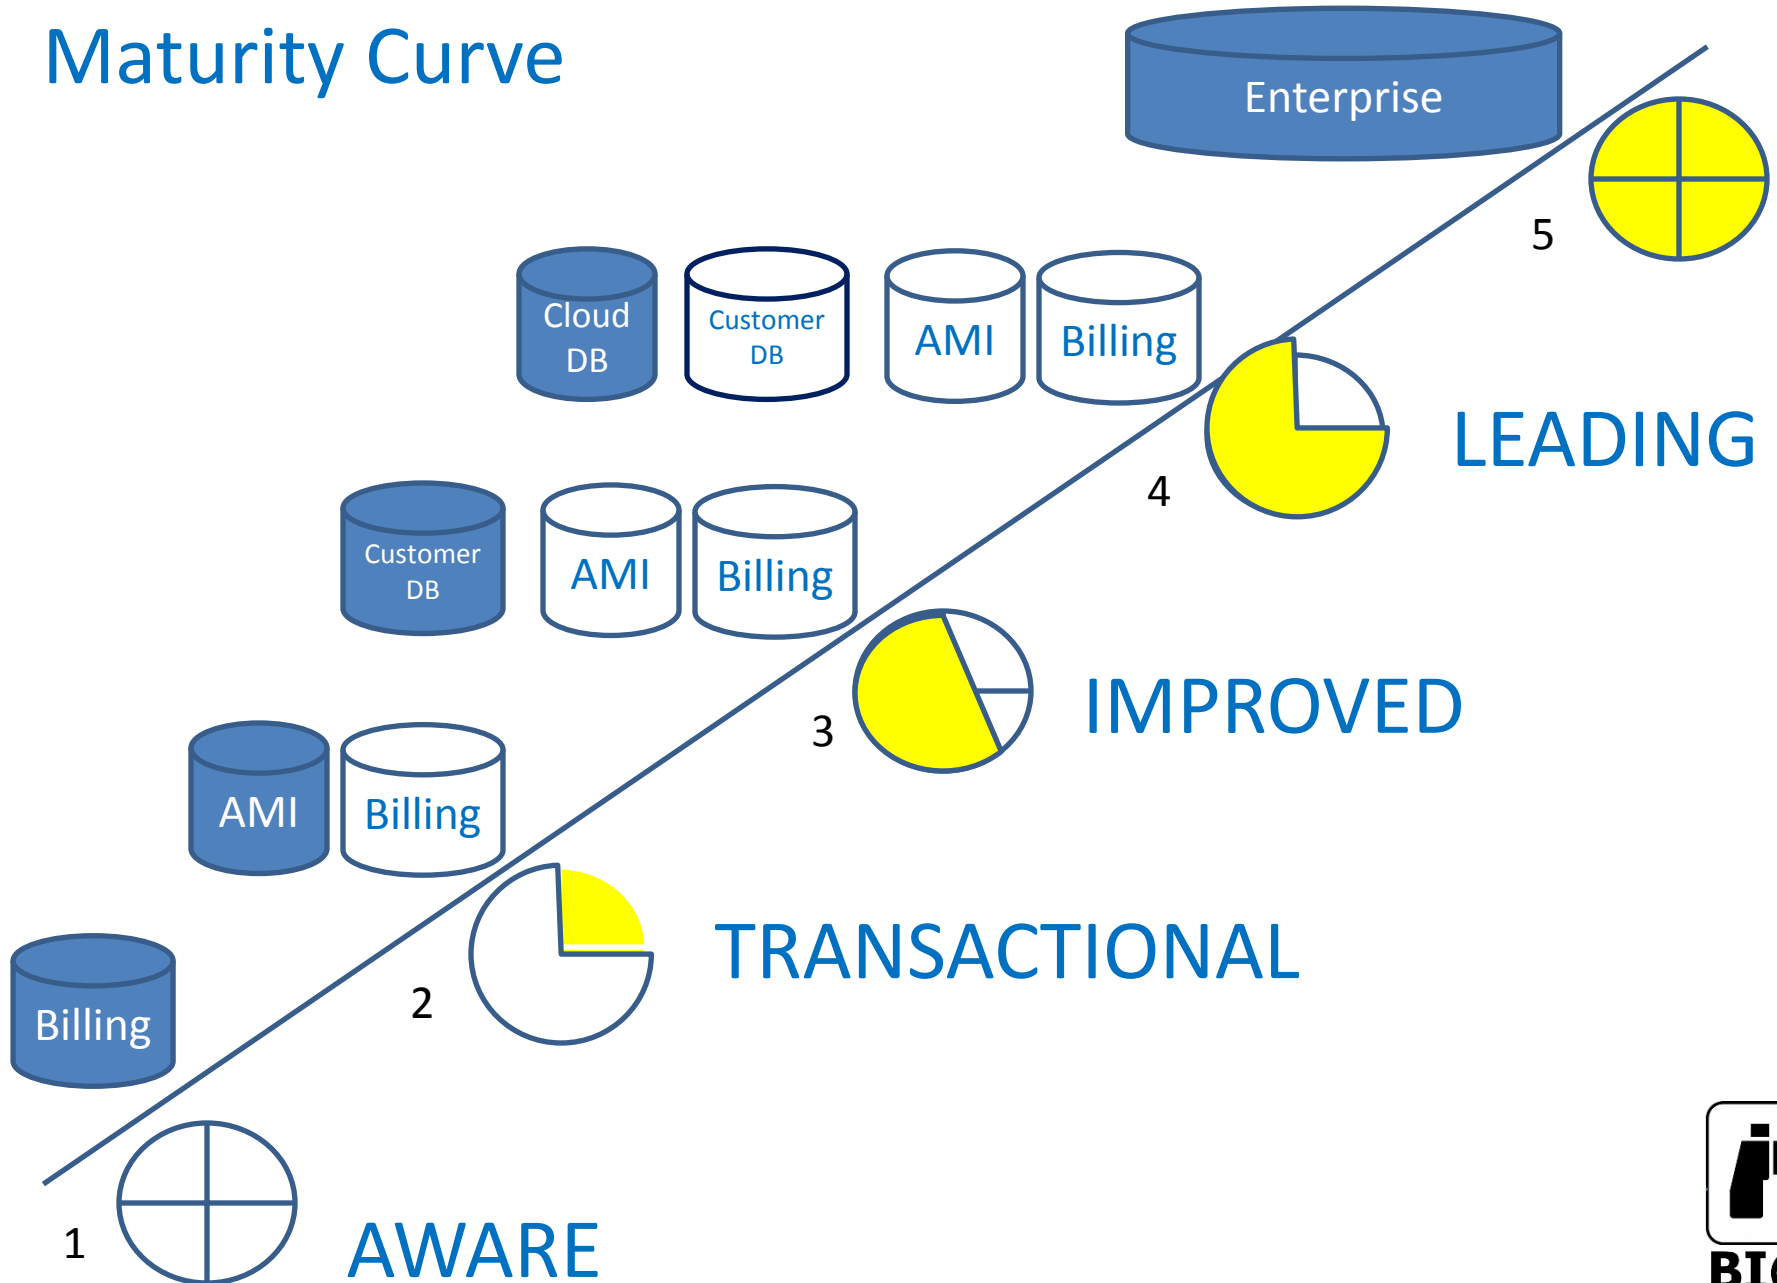 Maturity Curve
Enterprise
5
Cloud
DB
Customer
DB
AMI
Billing
4
LEADING
Customer
DB
AMI
Billing
3
IMPROVED
AMI
Billing
2
TRANSACTIONAL
Billing
1
AWARE